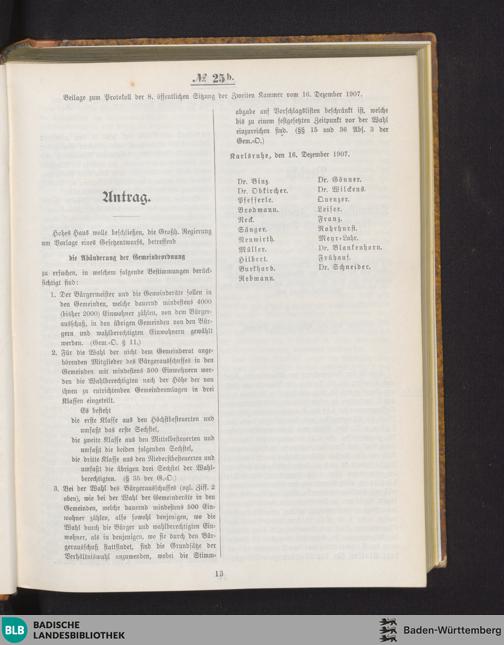 № 25b.
Beilage zum Protokoll der 8. öffentlichen Sitzung der Zweiten Kammer vom 16. Dezember 1907.
Antrag.
Hohes Haus wolle beschließen, die Großh. Regierung
um Vorlage eines Gesetzentwurfs, betreffend
die Abänderung der Gemeindeordnung
zu ersuchen, in welchem folgende Bestimmungen berück-
sichtigt sind:
1. Der Bürgermeister und die Gemeinderäte sollen in
den Gemeinden, welche dauernd mindestens 4000
(bisher 2000) Einwohner zählen, von dem Bürger-
ausschuß, in den übrigen Gemeinden von den Bür-
gern und wahlberechtigten Einwohnern gewählt
werden. (Gem.-O. § 11.)
2. Für die Wahl der nicht dem Gemeinderat ange-
hörenden Mitglieder des Bürgerausschusses in den
Gemeinden mit mindestens 500 Einwohnern wer-
den die Wahlberechtigten nach der Höhe der von
ihnen zu entrichtenden Gemeindeumlagen in drei
Klassen eingeteilt.
Es besteht
die erste Klasse aus den Höchstbesteuerten und
umfaßt das erste Sechstel,
die zweite Klasse aus den Mittelbesteuerten und
umfaßt die beiden folgenden Sechstel,
die dritte Klasse aus den Niederstbesteuerten und
umfaßt die übrigen drei Sechstel der Wahl-
berechtigten. (§ 35 der G.-O.)
3. Bei der Wahl des Bürgerausschusses (vgl. Ziff. 2
oben), wie bei der Wahl der Gemeinderäte in den
Gemeinden, welche dauernd mindestens 500 Ein-
wohner zählen, also sowohl denjenigen, wo die
Wahl durch die Bürger und wahlberechtigten Ein-
wohner, als in denjenigen, wo sie durch den Bür-
gerausschuß stattfindet, sind die Grundsätze der
Verhältniswahl anzuwenden, wobei die Stimm-
abgabe auf Vorschlagslisten beschränkt ist, welche
bis zu einem festgesetzten Zeitpunkt vor der Wahl
einzureichen sind. (§§ 15 und 36 Abs. 3 der
Gem.-O.)
Karlsruhe, den 16. Dezember 1907.
Dr. Binz.
Dr. Obkircher.
Pfefferle.
Brodmann.
Neck.
Sänger.
Neuwirth.
Müller.
Hilbert.
Burkhard.
Rebmann.
Dr. Gönner.
Dr. Wilckens.
Quenzer.
Leiser.
Franz.
Rohrhurst.
Meyr-Lahr.
Dr. Blankenhorn.
Frühauf.
Dr. Schneider.
13
BLB BADISCHE
LANDESBIBLIOTHEK
Baden-Württemberg